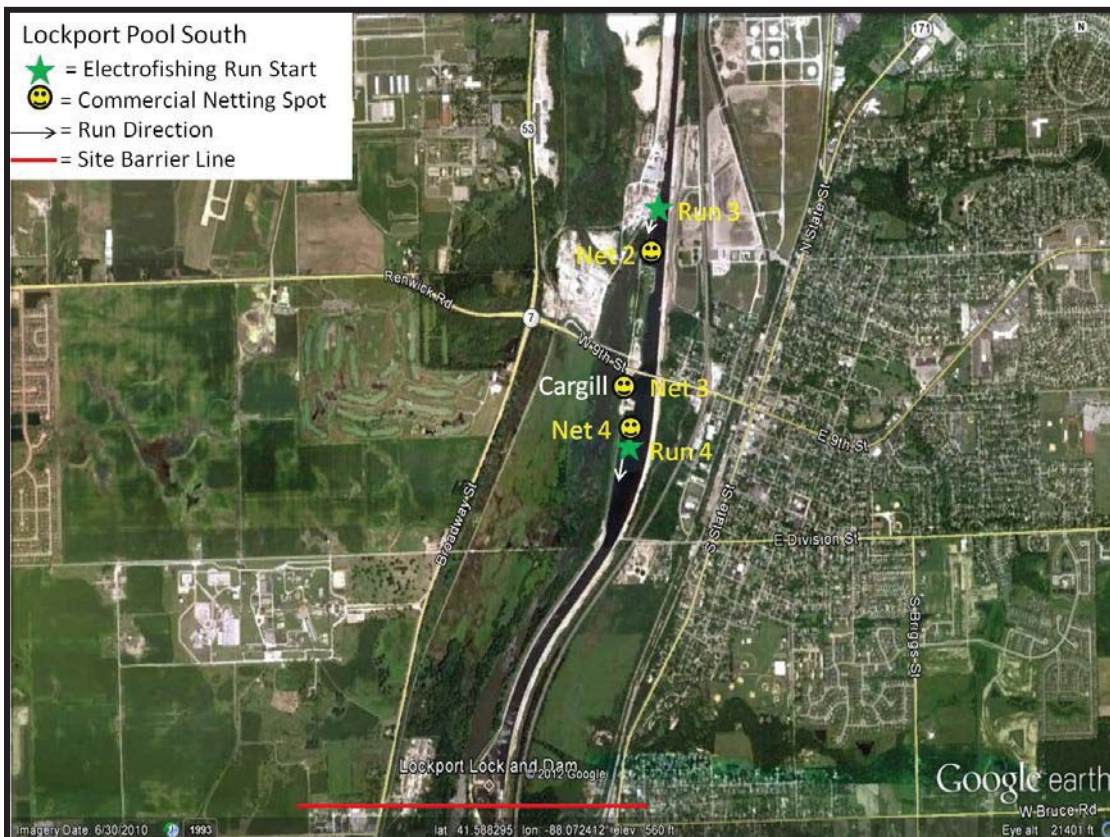 Lockport Pool South
= Electrofishing Run Start
= Commercial Netting Spot
= Run Direction
= Site Barrier Line
171
N
53
N State St
Run 3
Net 2
Renwick Rd
7
W 9th St
Cargill
Net 3
Net 4
Run 4
E 9th St
Broadway St
S State St
E Division St
S Briggs St
Lockport Lock and Dam
© 2012 Google
Google earth
W Bruce Rd
Imagery Date: 6/30/2010
1993
lat 41.588295 lon -88.072412 elev 560 ft
Eye alt 21401 ft